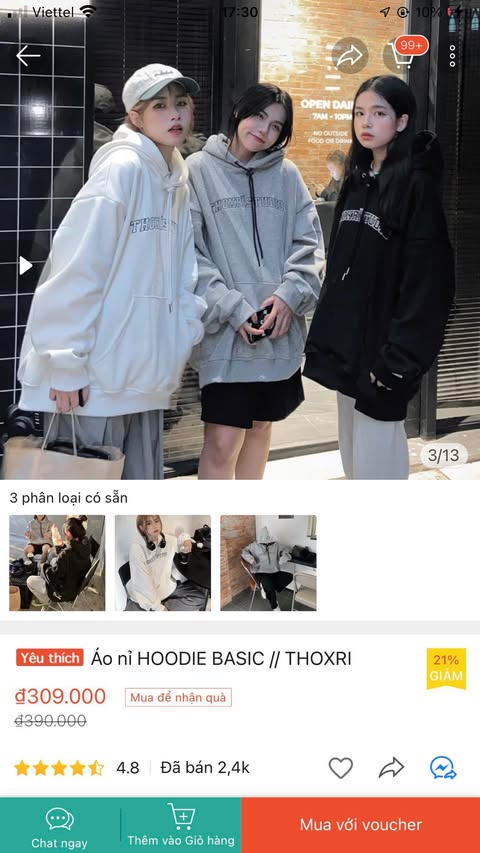 Viettel 17:30 10%
99+
OPEN DAILY
7AM - 10PM
NO OUTSIDE
FOOD OR DRINK
THOXRI STUDIO
3/13
3 phân loại có sẵn
Yêu thích Áo nỉ HOODIE BASIC // THOXRI
21%
GIẢM
₫309.000 Mua để nhận quà
₫390.000
4.8 Đã bán 2,4k
Chat ngay
Thêm vào Giỏ hàng
Mua với voucher